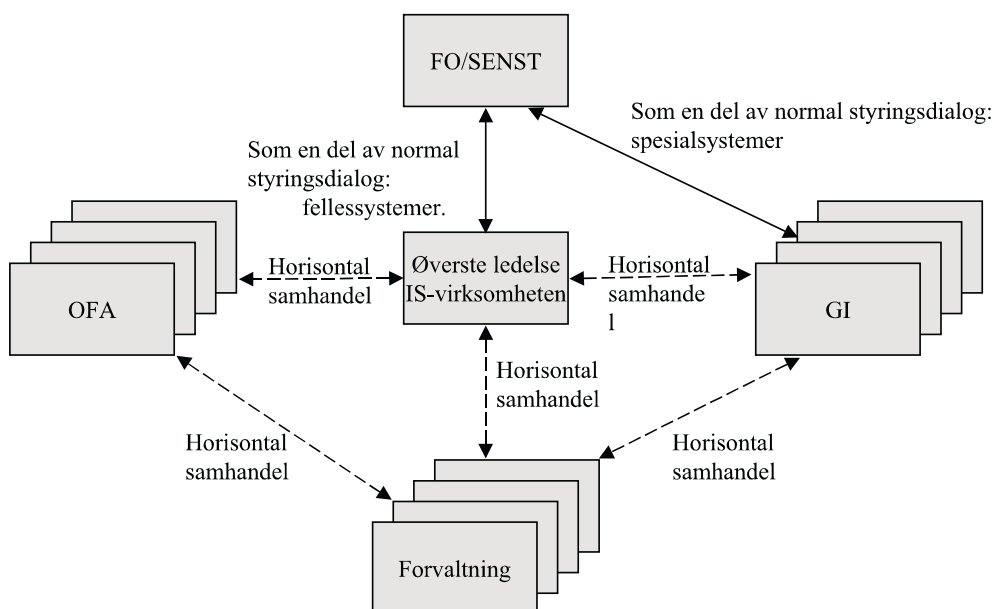 FO/SENST
Som en del av normal styringsdialog:
spesialsystemer
Som en del av normal
styringsdialog:
fellessystemer.
OFA
Horisontal
samhandel
Øverste ledelse
IS-virksomheten
Horisontal
samhande
l
GI
Horisontal
samhandel
Horisontal
samhandel
Horisontal
samhandel
Forvaltning